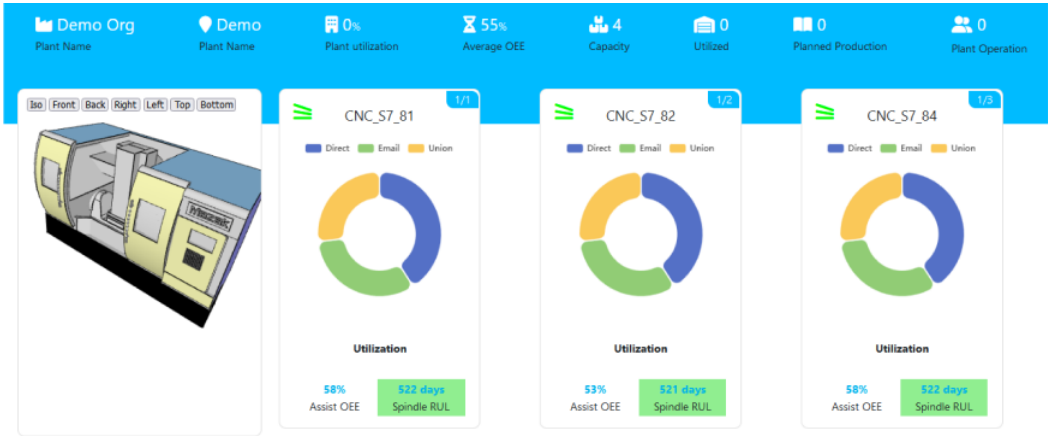 Demo Org
Plant Name
Demo
Plant Name
0%
Plant utilization
55%
Average OEE
4
Capacity
0
Utilized
0
Planned Production
0
Plant Operation
Iso Front Back Right Left Top Bottom
Mazak
1/1
CNC_S7_81
Direct Email Union
Utilization
58%
Assist OEE
522 days
Spindle RUL
1/2
CNC_S7_82
Direct Email Union
Utilization
53%
Assist OEE
521 days
Spindle RUL
1/3
CNC_S7_84
Direct Email Union
Utilization
58%
Assist OEE
522 days
Spindle RUL